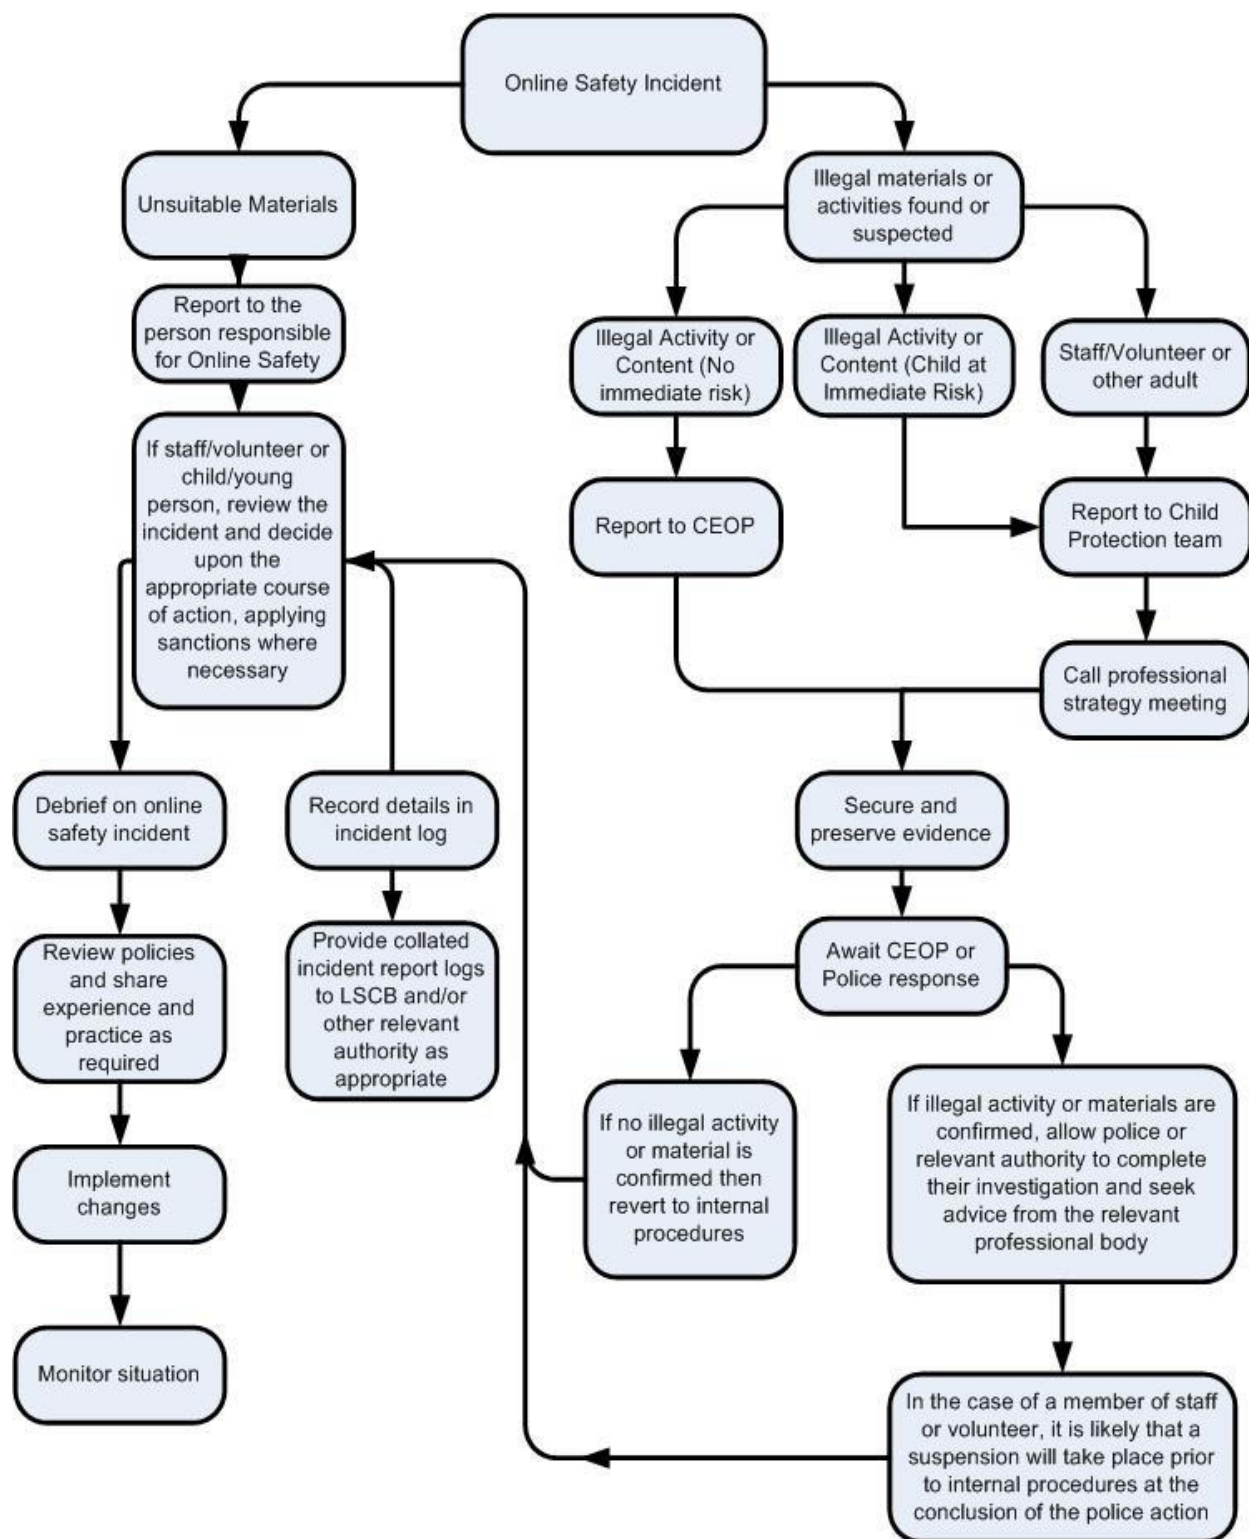 Online Safety Incident
Unsuitable Materials
Report to the
person responsible
for Online Safety
If staff/volunteer or
child/young
person, review the
incident and decide
upon the
appropriate course
of action, applying
sanctions where
necessary
Debrief on online
safety incident
Review policies
and share
experience and
practice as
required
Implement
changes
Monitor situation
Record details in
incident log
Provide collated
incident report logs
to LSCB and/or
other relevant
authority as
appropriate
Illegal materials or
activities found or
suspected
Illegal Activity or
Content (No
immediate risk)
Illegal Activity or
Content (Child at
Immediate Risk)
Staff/Volunteer or
other adult
Report to CEOP
Report to Child
Protection team
Call professional
strategy meeting
Secure and
preserve evidence
Await CEOP or
Police response
If no illegal activity
or material is
confirmed then
revert to internal
procedures
If illegal activity or materials are
confirmed, allow police or
relevant authority to complete
their investigation and seek
advice from the relevant
professional body
In the case of a member of staff
or volunteer, it is likely that a
suspension will take place prior
to internal procedures at the
conclusion of the police action